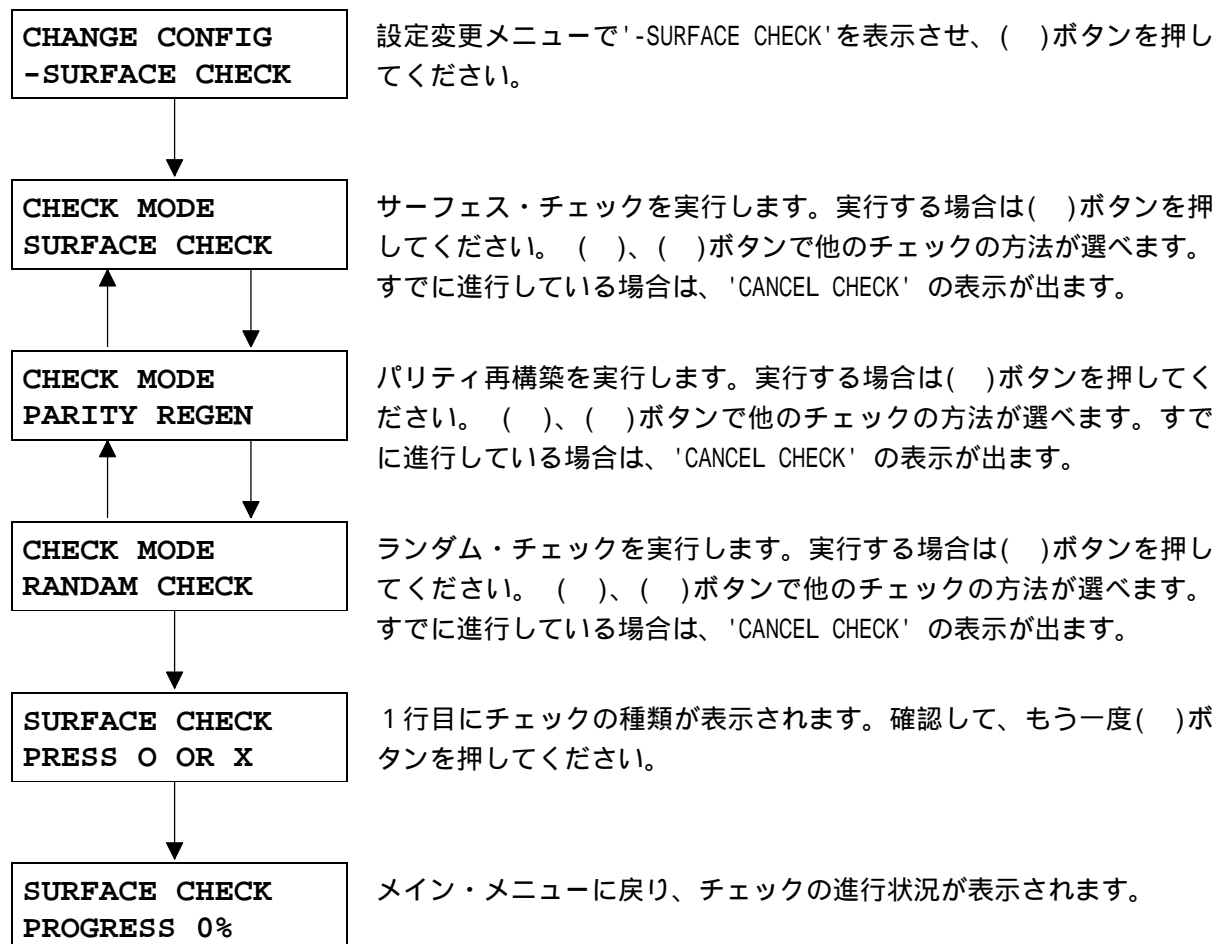 CHANGE CONFIG
-SURFACE CHECK
設定変更メニューで'-SURFACE CHECK'を表示させ、(　)ボタンを押し
てください。
CHECK MODE
SURFACE CHECK
サーフェス・チェックを実行します。実行する場合は(　)ボタンを押
してください。 (　)、(　)ボタンで他のチェックの方法が選べます。
すでに進行している場合は、'CANCEL CHECK' の表示が出ます。
CHECK MODE
PARITY REGEN
パリティ再構築を実行します。実行する場合は(　)ボタンを押してく
ださい。 (　)、(　)ボタンで他のチェックの方法が選べます。すで
に進行している場合は、'CANCEL CHECK' の表示が出ます。
CHECK MODE
RANDAM CHECK
ランダム・チェックを実行します。実行する場合は(　)ボタンを押し
てください。 (　)、(　)ボタンで他のチェックの方法が選べます。
すでに進行している場合は、'CANCEL CHECK' の表示が出ます。
SURFACE CHECK
PRESS O OR X
１行目にチェックの種類が表示されます。確認して、もう一度(　)ボ
タンを押してください。
SURFACE CHECK
PROGRESS 0%
メイン・メニューに戻り、チェックの進行状況が表示されます。